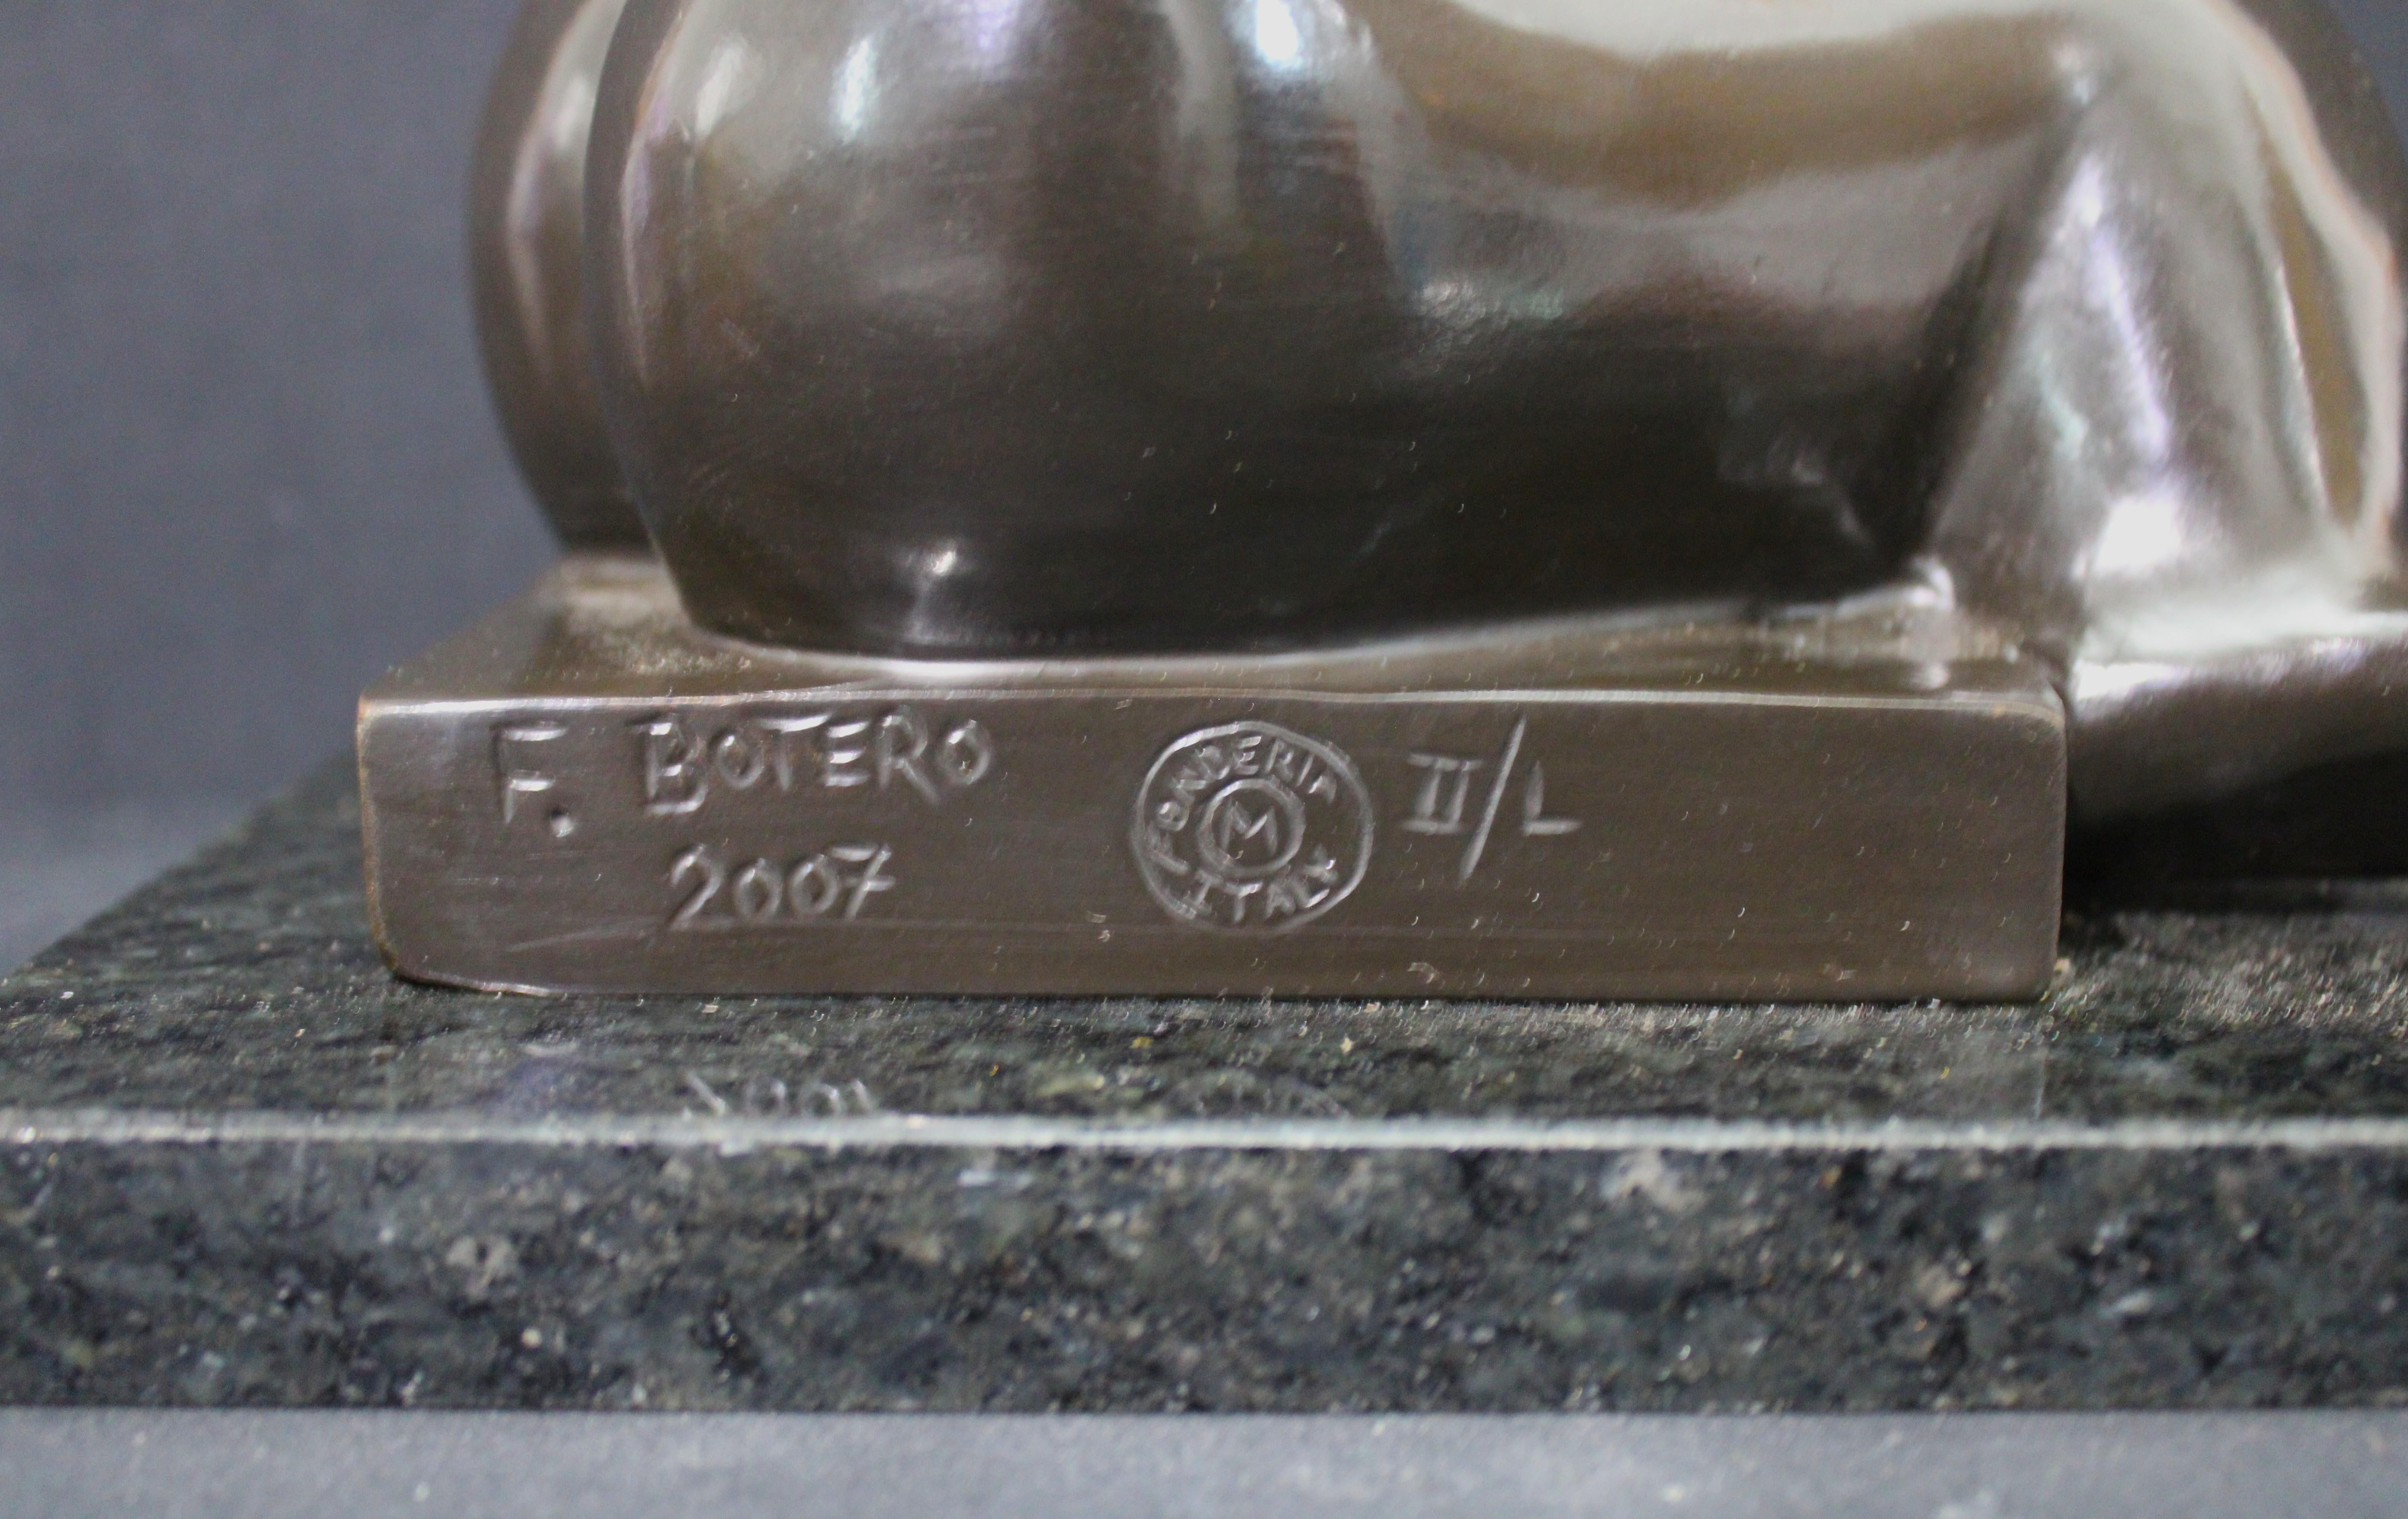 F. BOTERO
2007
FONDERIA
M
ITALY
II/L